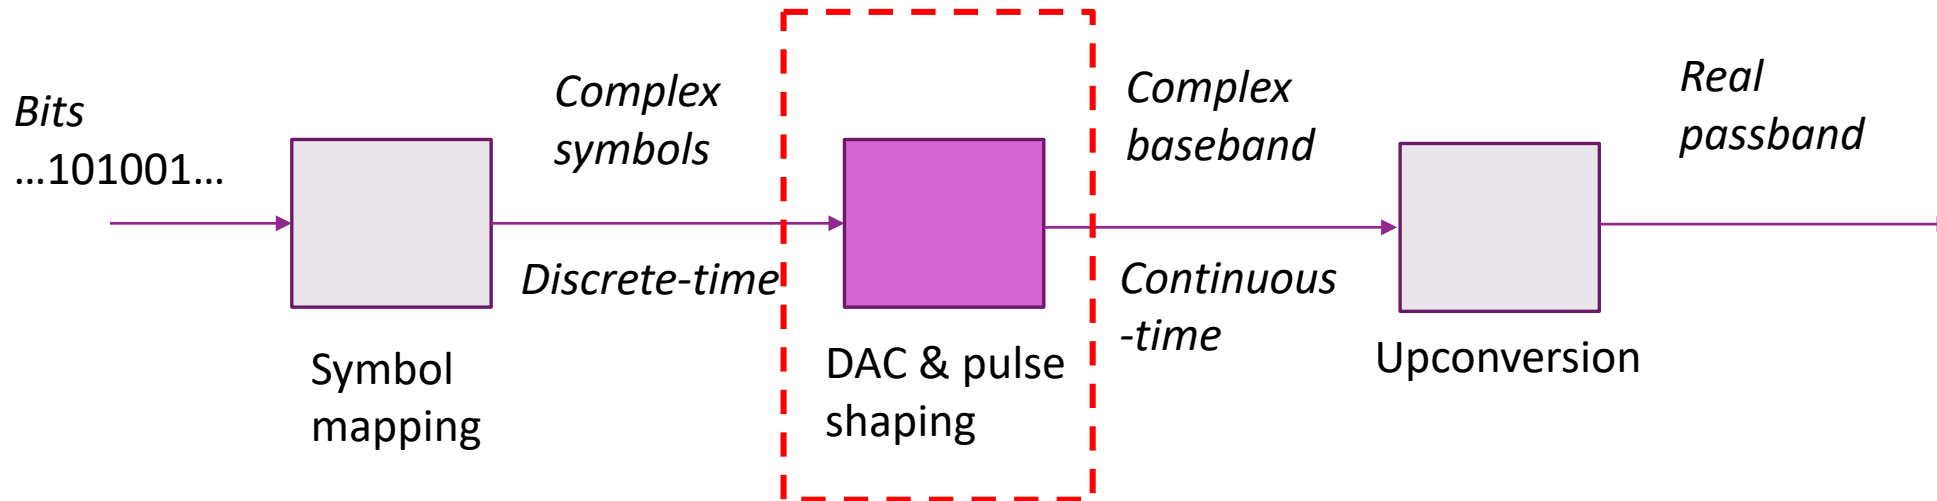 Bits
…101001…
Complex
symbols
Discrete-time
Symbol
mapping
DAC & pulse
shaping
Complex
baseband
Continuous
-time
Upconversion
Real
passband